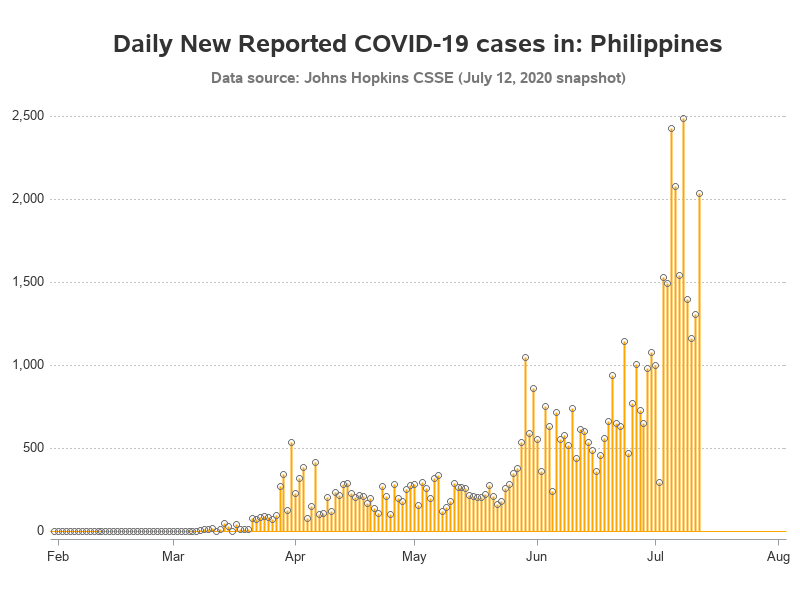 Daily New Reported COVID-19 cases in: Philippines
Data source: Johns Hopkins CSSE (July 12, 2020 snapshot)
2,500
2,000
1,500
1,000
500
0
Feb Mar Apr May Jun Jul Aug